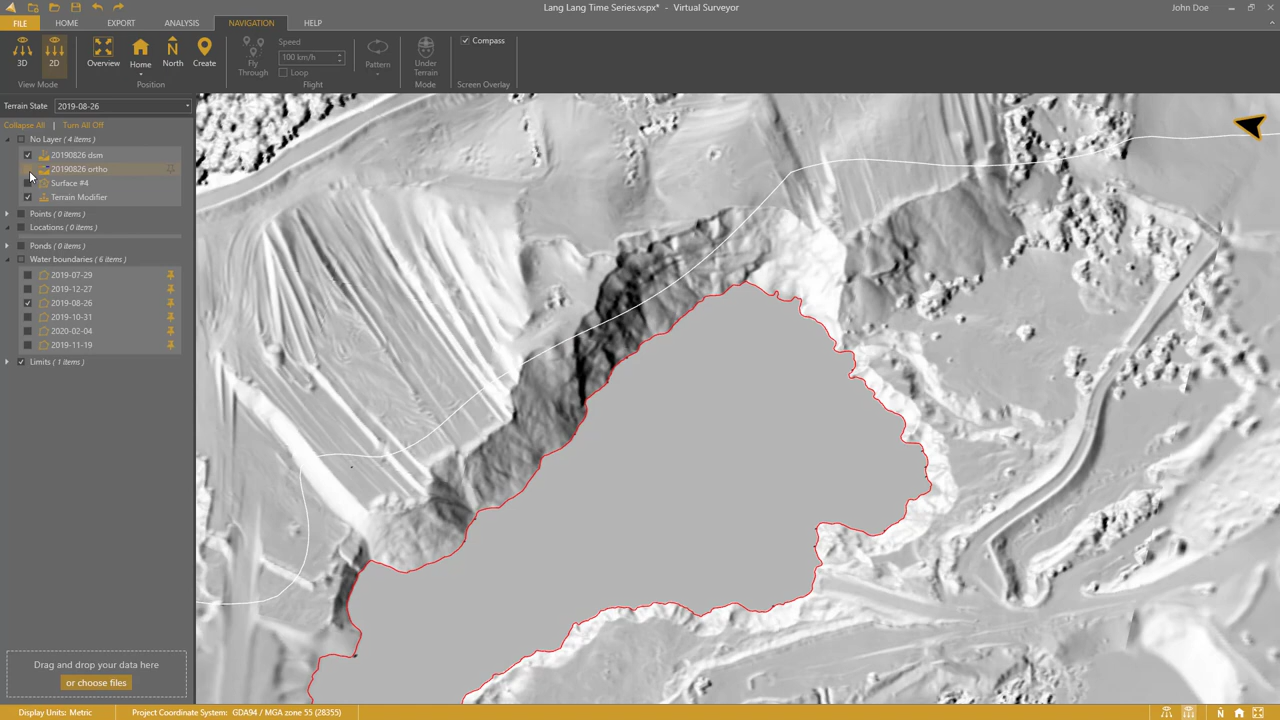 Lang Lang Time Series.vspx* - Virtual Surveyor
John Doe
FILE HOME EXPORT ANALYSIS NAVIGATION HELP
3D 2D Overview Home North Create Fly Through Speed 100 km/h Loop Pattern Under Terrain Compass
View Mode Position Flight Mode Screen Overlay
Terrain State 2019-08-26
Collapse All | Turn All Off
No Layer ( 4 items )
20190826 dsm
20190826 ortho
Surface #4
Terrain Modifier
Points ( 0 items )
Locations ( 0 items )
Ponds ( 0 items )
Water boundaries ( 6 items )
2019-07-29
2019-12-27
2019-08-26
2019-10-31
2020-02-04
2019-11-19
Limits ( 1 items )
Drag and drop your data here
or choose files
Display Units: Metric Project Coordinate System: GDA94 / MGA zone 55 (28355) N